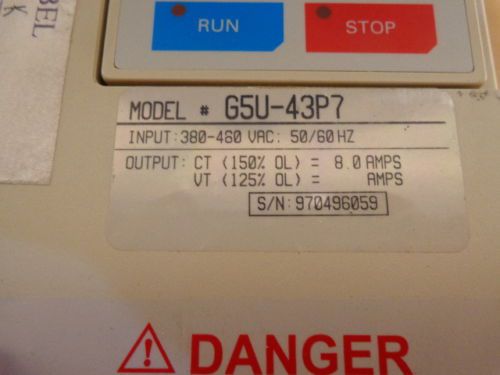 BEL
K
RUN STOP
MODEL # G5U-43P7
INPUT: 380-460 VAC: 50/60 HZ
OUTPUT: CT (150% OL) = 8.0 AMPS
VT (125% OL) = AMPS
S/N: 970496059
DANGER